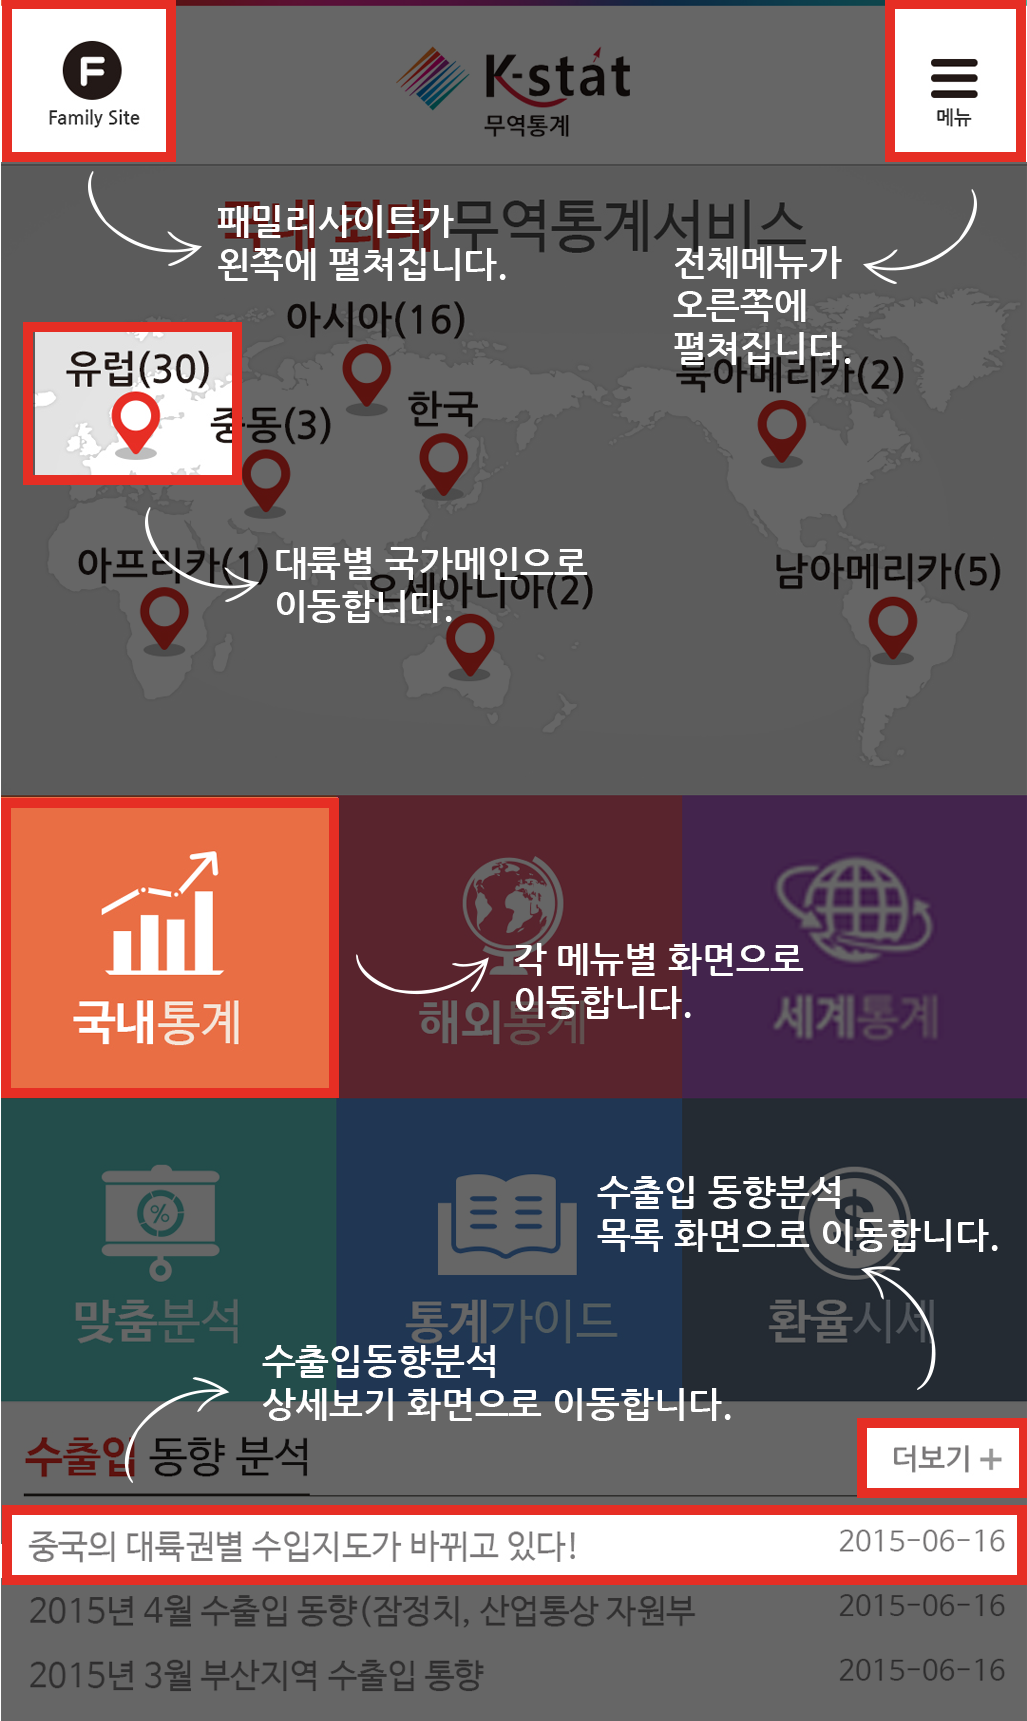 F
Family Site
K-stat
무역통계
메뉴
국내 최대 무역통계서비스
패밀리사이트가
왼쪽에 펼쳐집니다.
전체메뉴가
오른쪽에
펼쳐집니다.
아시아(16)
유럽(30)
북아메리카(2)
한국
중동(3)
아프리카(1)
대륙별 국가메인으로
이동합니다.
오세아니아(2)
남아메리카(5)
각 메뉴별 화면으로
이동합니다.
국내통계
해외통계
세계통계
%
$
수출입 동향분석
목록 화면으로 이동합니다.
맞춤분석
통계가이드
환율시세
수출입동향분석
상세보기 화면으로 이동합니다.
수출입 동향 분석
더보기 +
중국의 대륙권별 수입지도가 바뀌고 있다! 2015-06-16
2015년 4월 수출입 동향(잠정치, 산업통상 자원부 2015-06-16
2015년 3월 부산지역 수출입 통향 2015-06-16